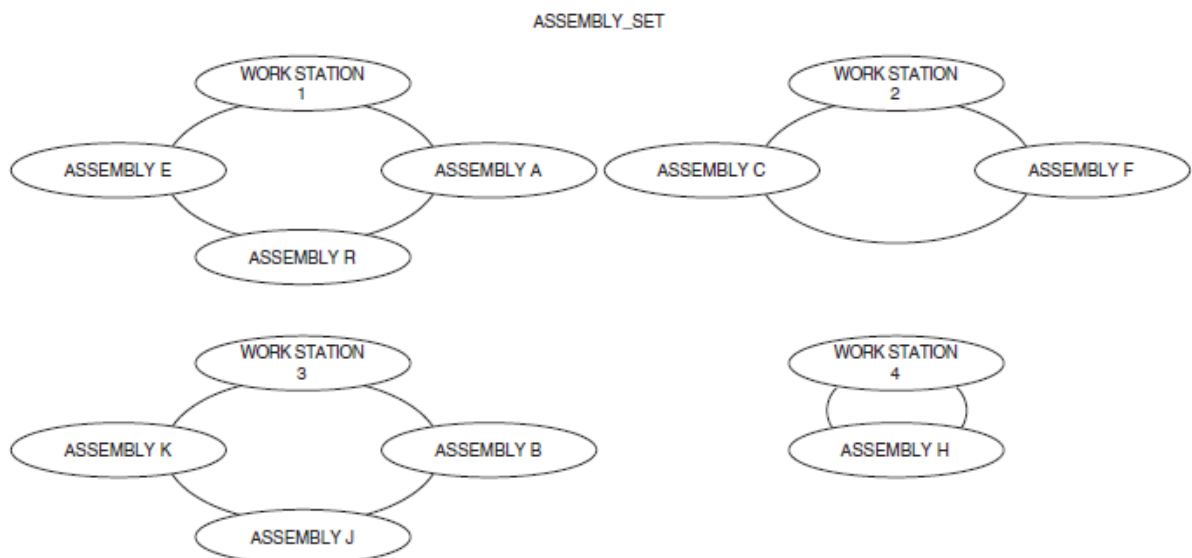 ASSEMBLY_SET
WORK STATION
1
WORK STATION
2
ASSEMBLY E
ASSEMBLY A
ASSEMBLY C
ASSEMBLY F
ASSEMBLY R
WORK STATION
3
WORK STATION
4
ASSEMBLY K
ASSEMBLY B
ASSEMBLY H
ASSEMBLY J